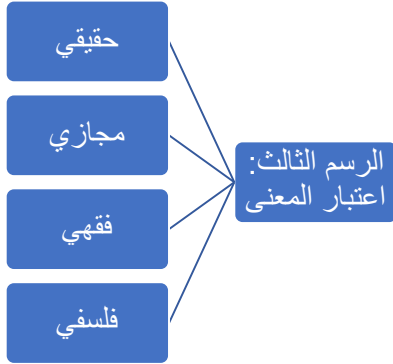 الرسم الثالث:
اعتبار المعنى
حقيقي
مجازي
فقهي
فلسفي